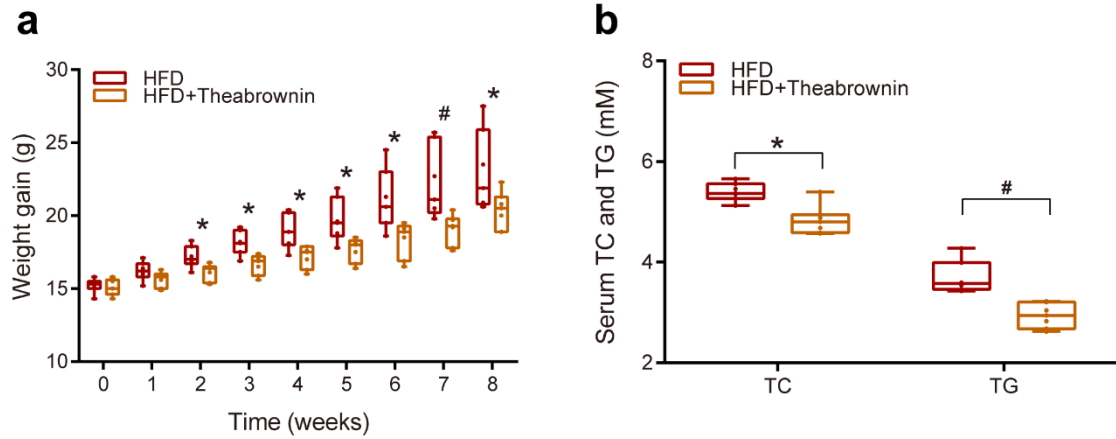 a
Weight gain (g)
30
25
20
15
10
HFD
HFD+Theabrownin
* * * * * * # *
0 1 2 3 4 5 6 7 8
Time (weeks)
b
Serum TC and TG (mM)
8
6
4
2
HFD
HFD+Theabrownin
*
#
TC TG